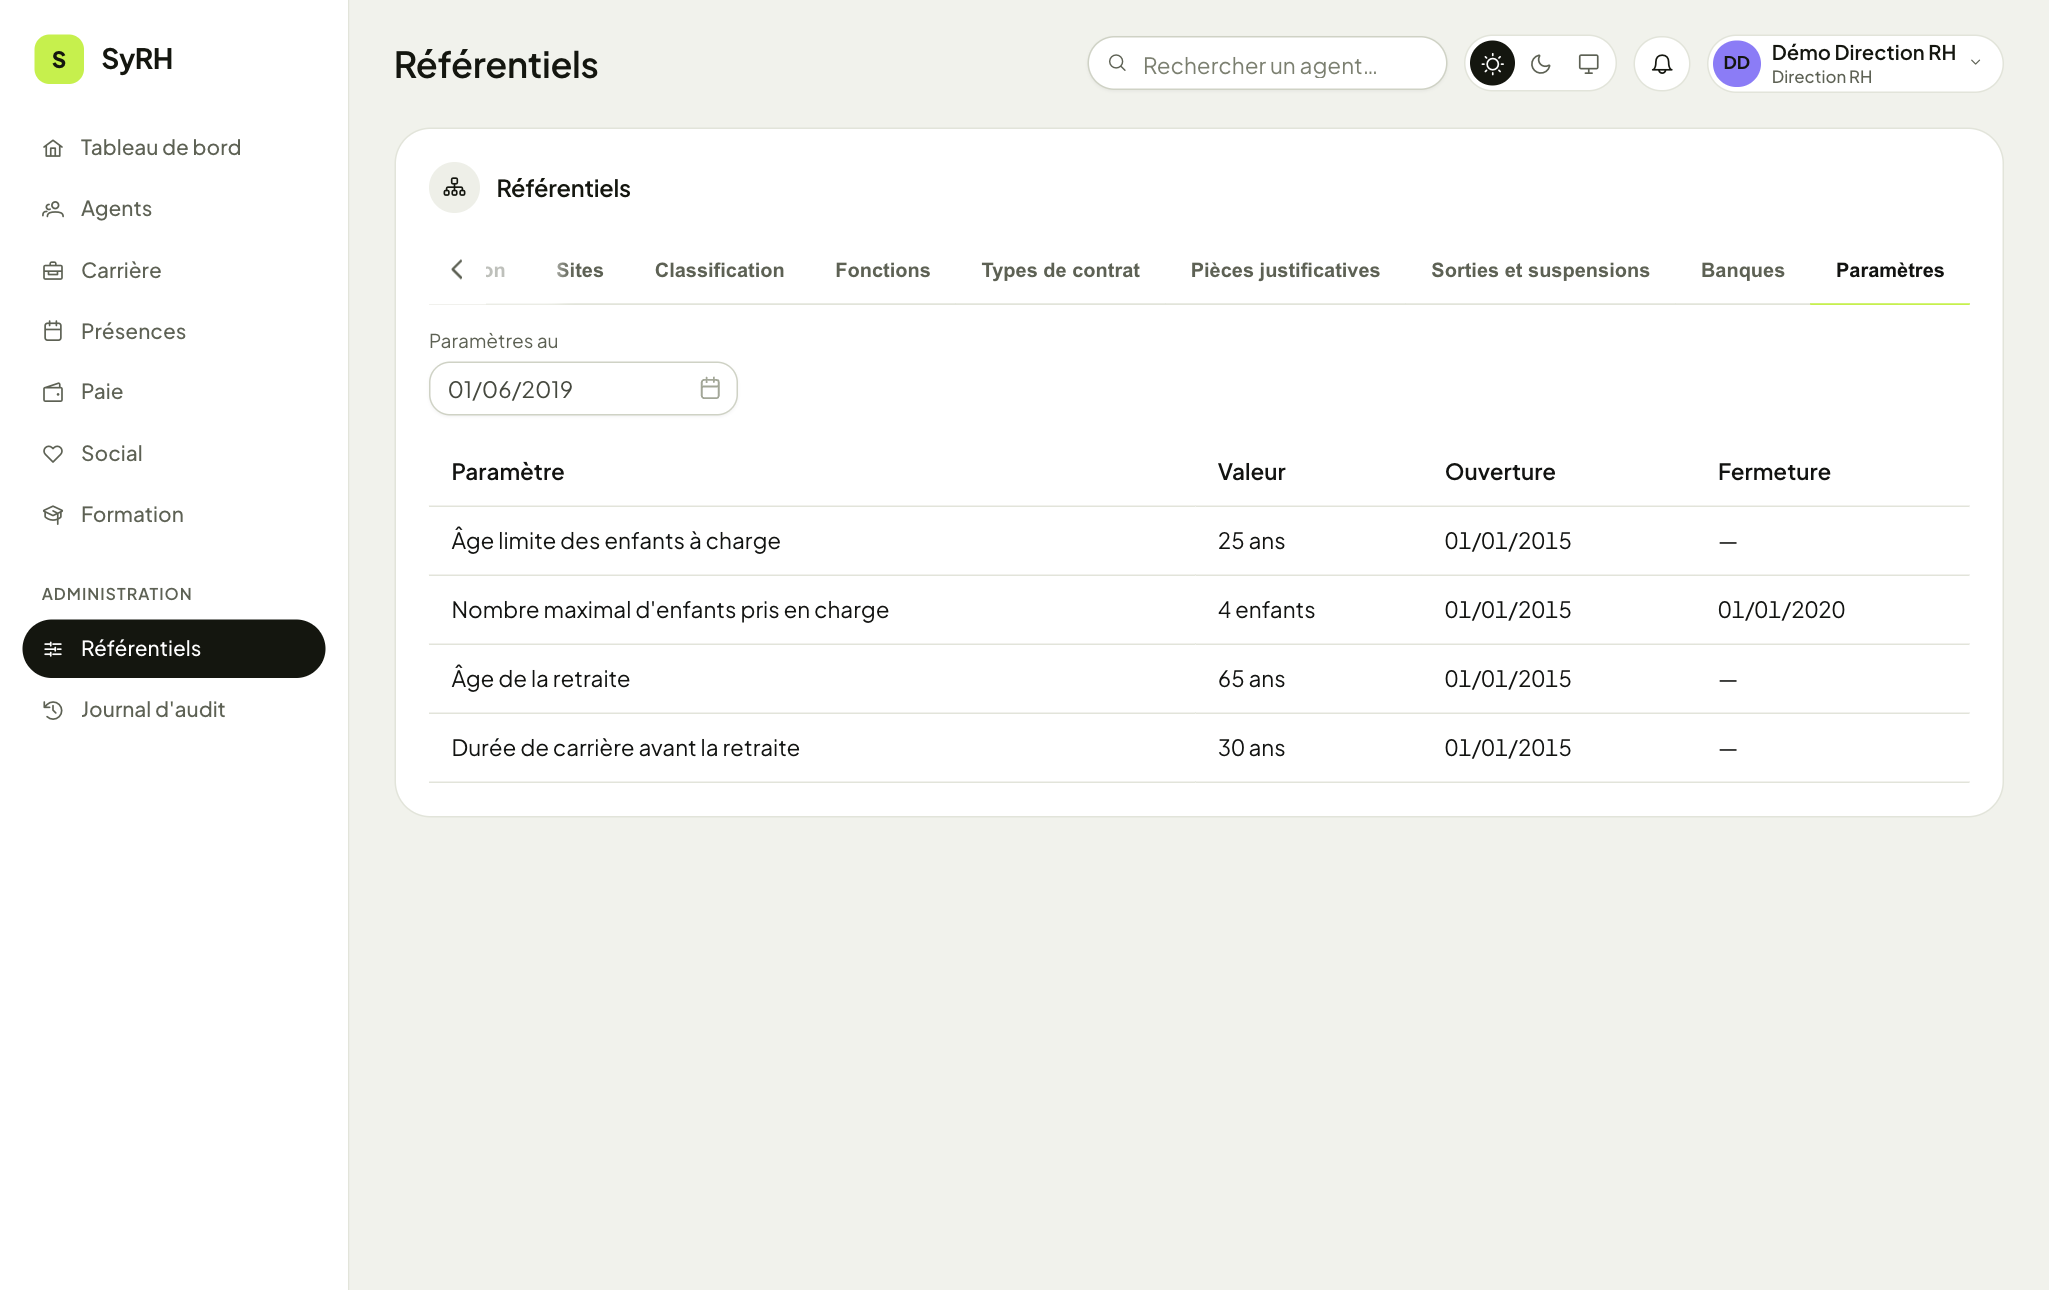 S SyRH
Tableau de bord
Agents
Carrière
Présences
Paie
Social
Formation
ADMINISTRATION
Référentiels
Journal d'audit
Référentiels
Rechercher un agent...
DD
Démo Direction RH
Direction RH
Référentiels
on Sites Classification Fonctions Types de contrat Pièces justificatives Sorties et suspensions Banques Paramètres
Paramètres au
01/06/2019
Paramètre Valeur Ouverture Fermeture
Âge limite des enfants à charge 25 ans 01/01/2015 —
Nombre maximal d'enfants pris en charge 4 enfants 01/01/2015 01/01/2020
Âge de la retraite 65 ans 01/01/2015 —
Durée de carrière avant la retraite 30 ans 01/01/2015 —